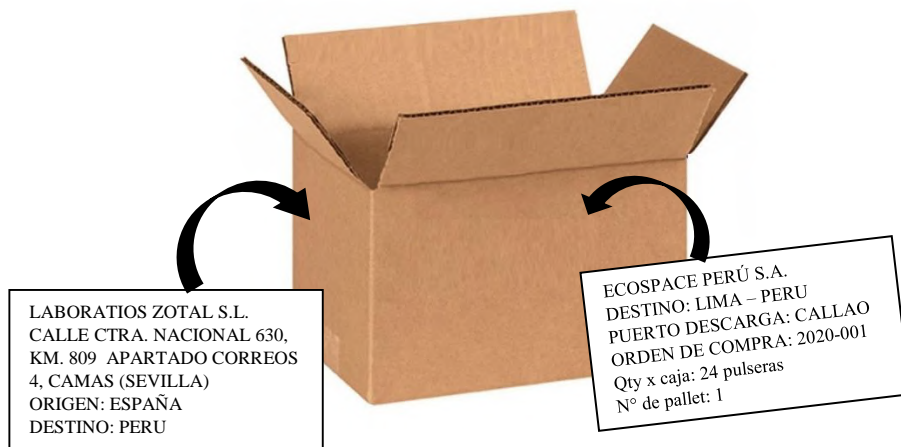 LABORATIOS ZOTAL S.L.
CALLE CTRA. NACIONAL 630,
KM. 809 APARTADO CORREOS
4, CAMAS (SEVILLA)
ORIGEN: ESPAÑA
DESTINO: PERU
ECOSPACE PERÚ S.A.
DESTINO: LIMA – PERU
PUERTO DESCARGA: CALLAO
ORDEN DE COMPRA: 2020-001
Qty x caja: 24 pulseras
N° de pallet: 1